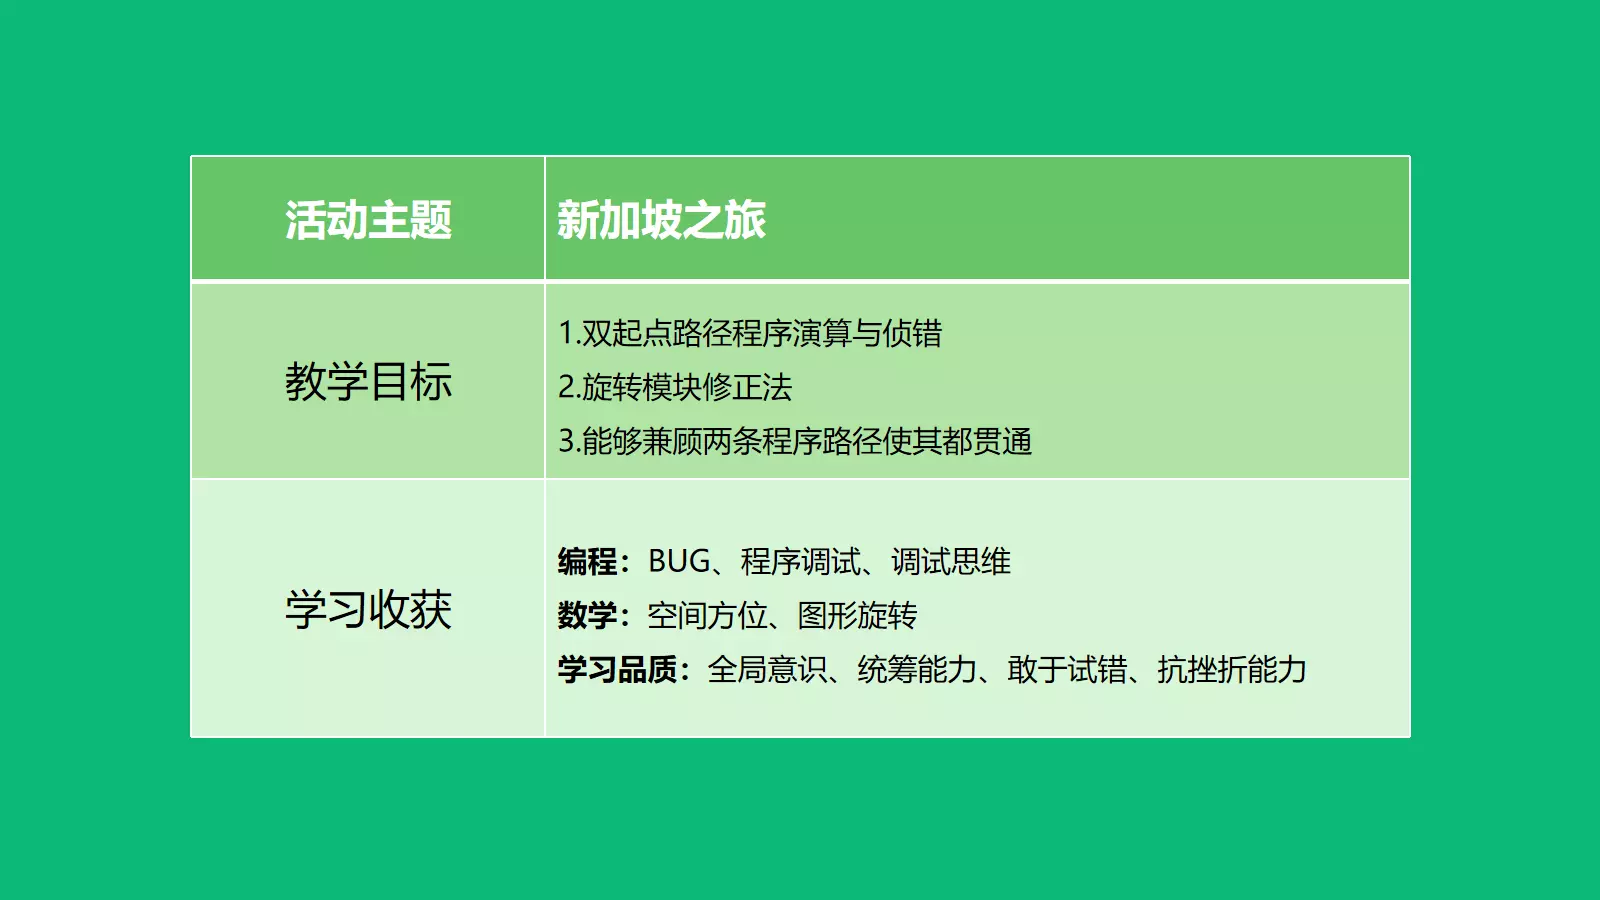 活动主题
新加坡之旅
教学目标
1.双起点路径程序演算与侦错
2.旋转模块修正法
3.能够兼顾两条程序路径使其都贯通
学习收获
编程：BUG、程序调试、调试思维
数学：空间方位、图形旋转
学习品质：全局意识、统筹能力、敢于试错、抗挫折能力